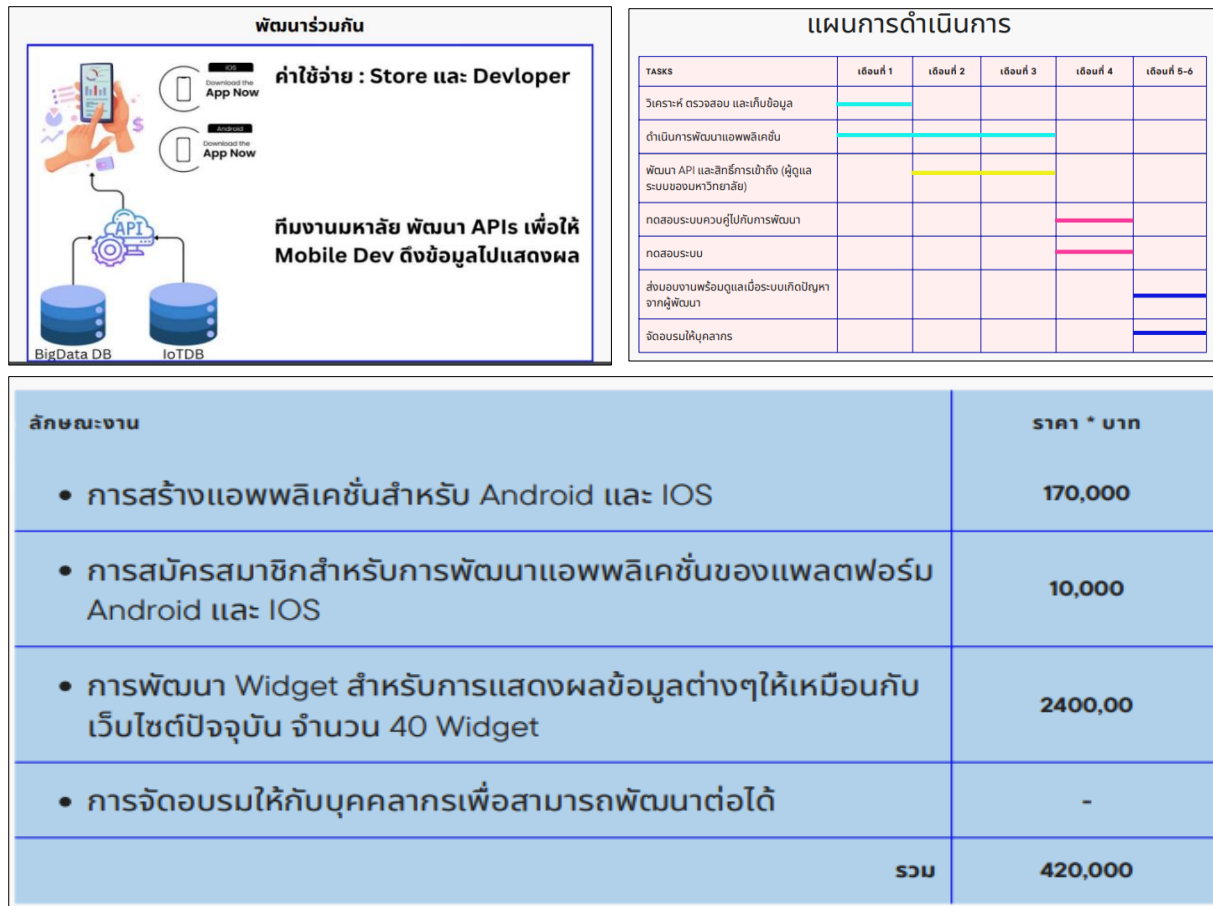 พัฒนาร่วมกัน
IOS
Download the
App Now
ค่าใช้จ่าย : Store และ Devloper
Android
Download the
App Now
API
ทีมงานมหาลัย พัฒนา APIs เพื่อให้
Mobile Dev ดึงข้อมูลไปแสดงผล
BigData DB
IoTDB
แผนการดำเนินการ
TASKS เดือนที่ 1 เดือนที่ 2 เดือนที่ 3 เดือนที่ 4 เดือนที่ 5-6
วิเคราะห์ ตรวจสอบ และเก็บข้อมูล
ดำเนินการพัฒนาแอพพลิเคชั่น
พัฒนา API และสิทธิ์การเข้าถึง (ผู้ดูแล
ระบบของมหาวิทยาลัย)
ทดสอบระบบควบคู่ไปกับการพัฒนา
ทดสอบระบบ
ส่งมอบงานพร้อมดูแลเมื่อระบบเกิดปัญหา
จากผู้พัฒนา
จัดอบรมให้บุคลากร
ลักษณะงาน ราคา * บาท
• การสร้างแอพพลิเคชั่นสำหรับ Android และ IOS 170,000
• การสมัครสมาชิกสำหรับการพัฒนาแอพพลิเคชั่นของแพลตฟอร์ม
Android และ IOS 10,000
• การพัฒนา Widget สำหรับการแสดงผลข้อมูลต่างๆให้เหมือนกับ
เว็บไซต์ปัจจุบัน จำนวน 40 Widget 2400,00
• การจัดอบรมให้กับบุคคลากรเพื่อสามารถพัฒนาต่อได้ -
รวม 420,000